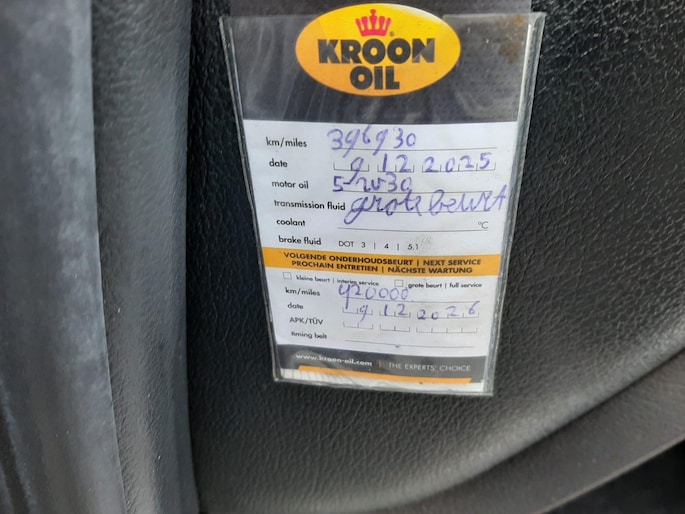 KROON
OIL
km/miles 396930
date 9 12 2025
motor oil 5-W30
transmission fluid grote beurt
coolant °C
brake fluid DOT 3 | 4 | 5.1
VOLGENDE ONDERHOUDSBEURT | NEXT SERVICE
PROCHAIN ENTRETIEN | NÄCHSTE WARTUNG
kleine beurt | interim service grote beurt | full service
km/miles 420000
date 9 12 2026
APK/TÜV
timing belt
www.kroon-oil.com | THE EXPERTS' CHOICE